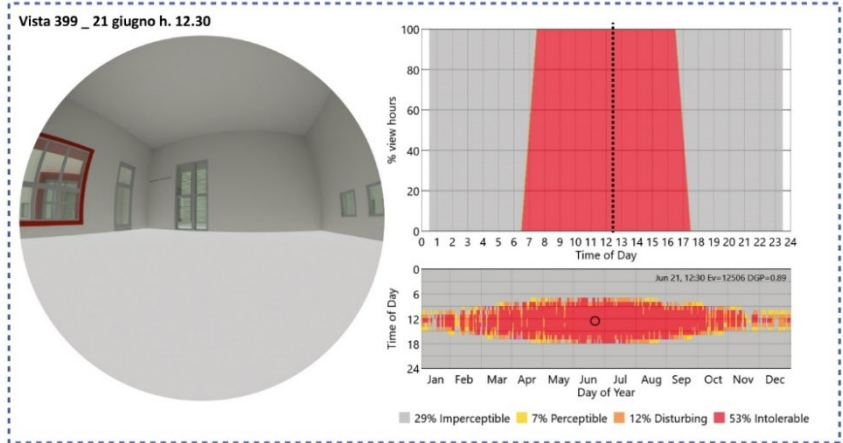 Vista 399 _ 21 giugno h. 12.30
% view hours
100
80
60
40
20
0
0 1 2 3 4 5 6 7 8 9 10 11 12 13 14 15 16 17 18 19 20 21 22 23 24
Time of Day
Jun 21, 12:30 Ev=12506 DGP=0.89
Time of Day
0
6
12
18
24
Jan Feb Mar Apr May Jun Jul Aug Sep Oct Nov Dec
Day of Year
29% Imperceptible 7% Perceptible 12% Disturbing 53% Intolerable